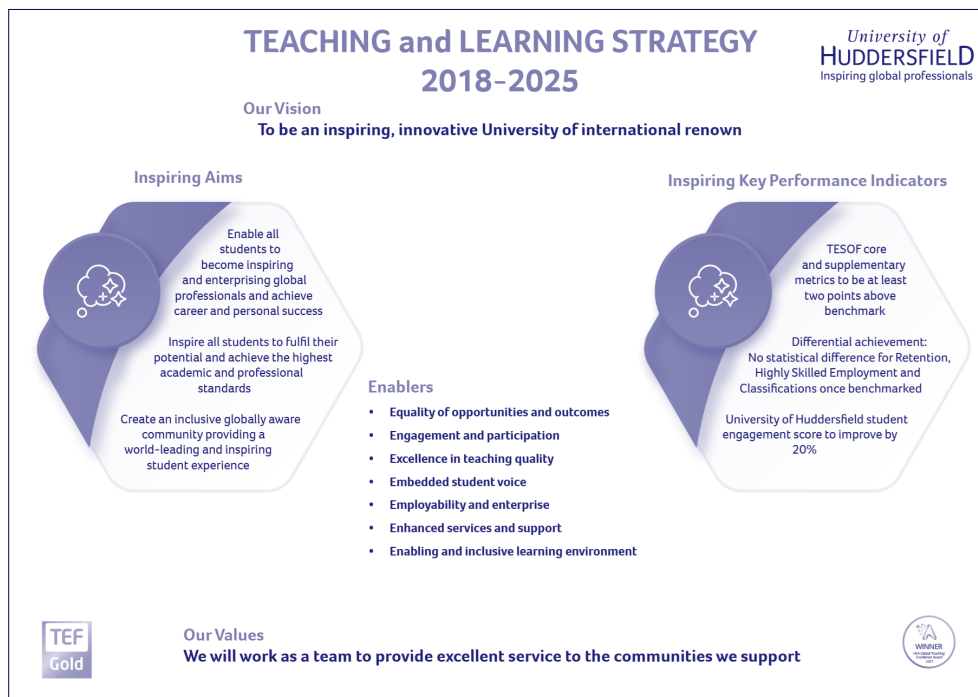 TEACHING and LEARNING STRATEGY
2018-2025
University of
HUDDERSFIELD
Inspiring global professionals
Our Vision
To be an inspiring, innovative University of international renown
Inspiring Aims
Enable all
students to
become inspiring
and enterprising global
professionals and achieve
career and personal success
Inspire all students to fulfil their
potential and achieve the highest
academic and professional
standards
Create an inclusive globally aware
community providing a
world-leading and inspiring
student experience
Enablers
• Equality of opportunities and outcomes
• Engagement and participation
• Excellence in teaching quality
• Embedded student voice
• Employability and enterprise
• Enhanced services and support
• Enabling and inclusive learning environment
Inspiring Key Performance Indicators
TESOF core
and supplementary
metrics to be at least
two points above
benchmark
Differential achievement:
No statistical difference for Retention,
Highly Skilled Employment and
Classifications once benchmarked
University of Huddersfield student
engagement score to improve by
20%
TEF
Gold
Our Values
We will work as a team to provide excellent service to the communities we support
WINNER
HEA Global Teaching
Excellence Award
2017